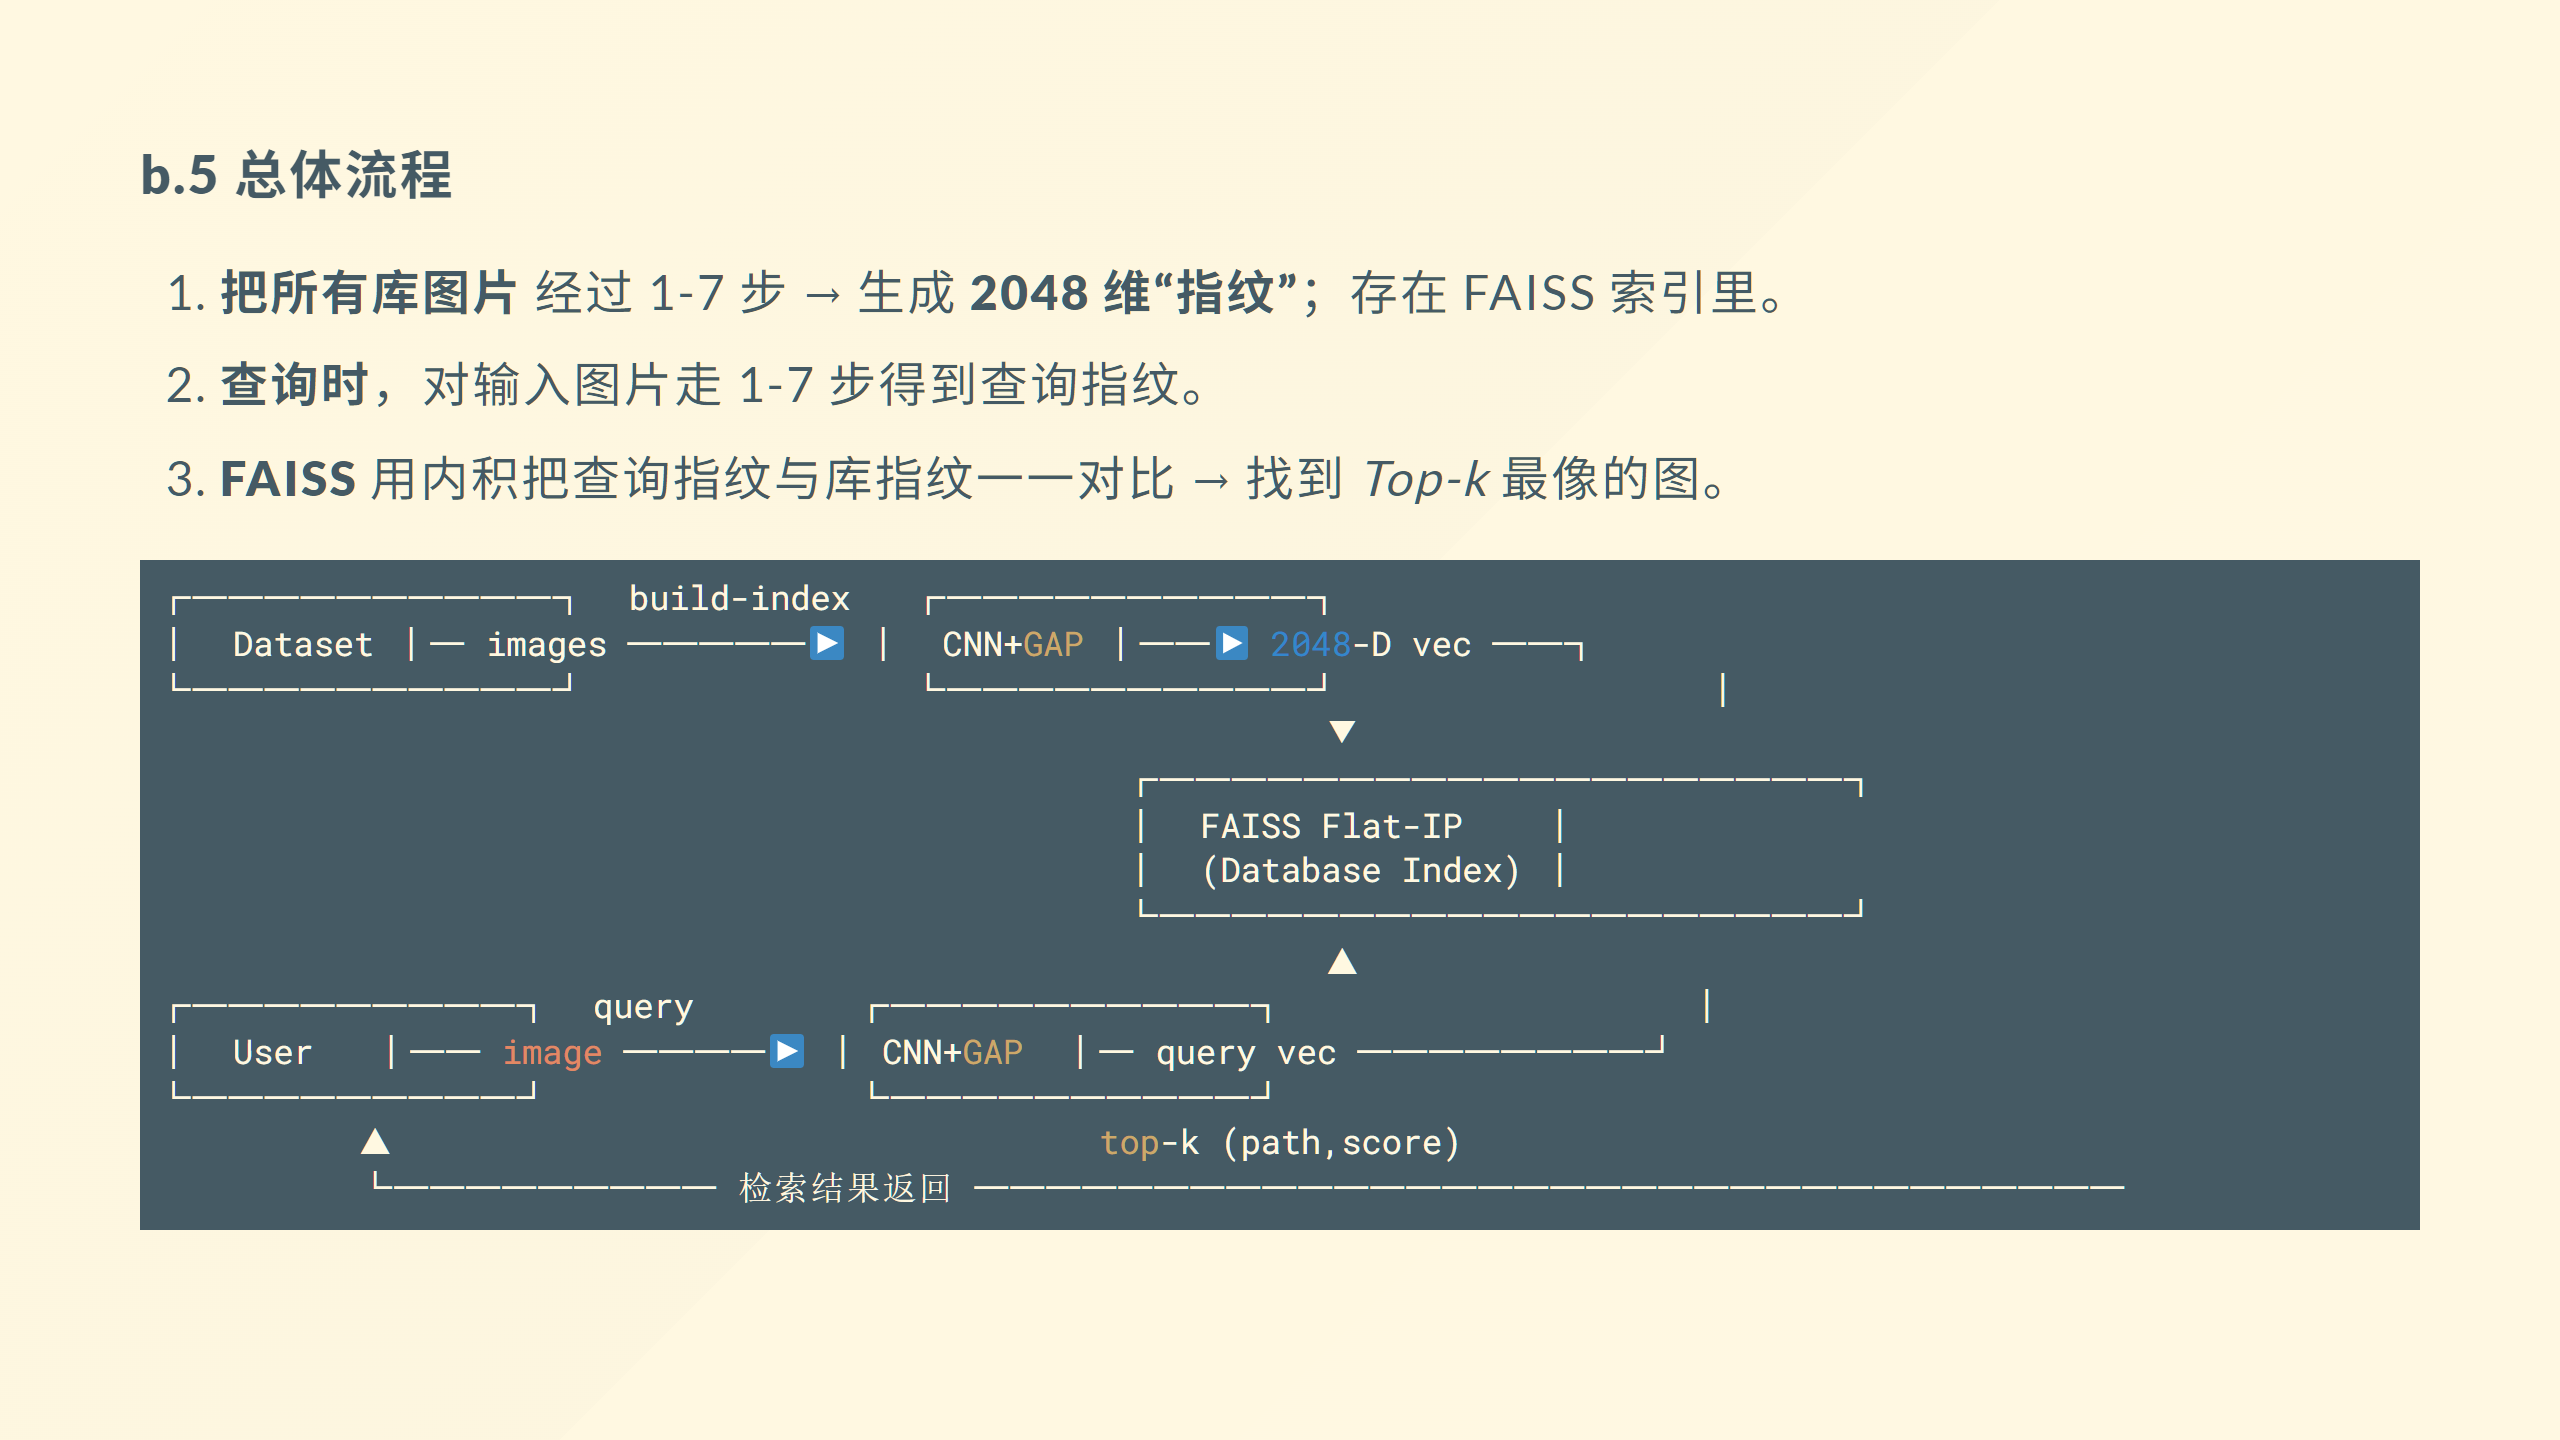 b.5 总体流程
1. 把所有库图片 经过 1-7 步 → 生成 2048 维“指纹”；存在 FAISS 索引里。
2. 查询时，对输入图片走 1-7 步得到查询指纹。
3. FAISS 用内积把查询指纹与库指纹一一对比 → 找到 Top-k 最像的图。
build-index
Dataset images CNN+GAP 2048-D vec
FAISS Flat-IP
(Database Index)
query
User image CNN+GAP query vec
top-k (path,score)
检索结果返回